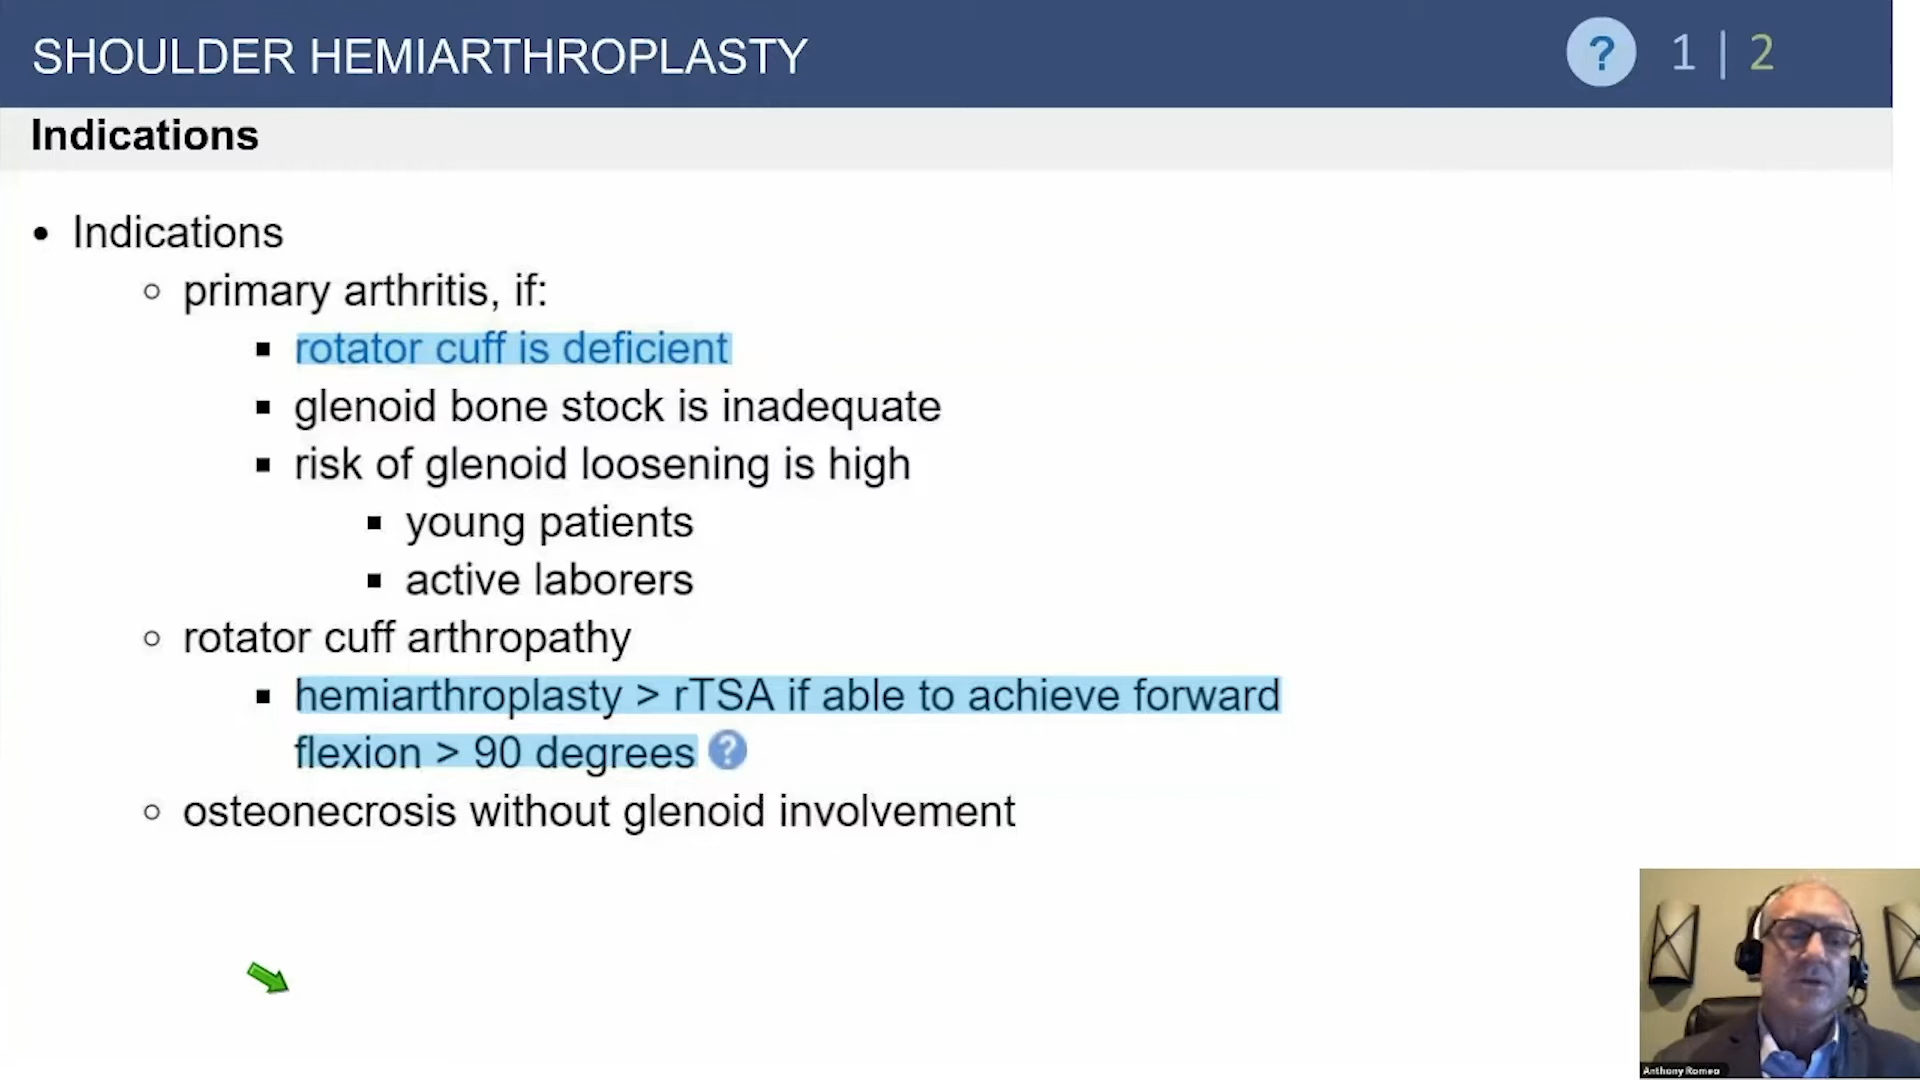 SHOULDER HEMIARTHROPLASTY
? 1 | 2
Indications
• Indications
○ primary arthritis, if:
▪ rotator cuff is deficient
▪ glenoid bone stock is inadequate
▪ risk of glenoid loosening is high
▪ young patients
▪ active laborers
○ rotator cuff arthropathy
▪ hemiarthroplasty > rTSA if able to achieve forward
flexion > 90 degrees ?
○ osteonecrosis without glenoid involvement
Anthony Romeo